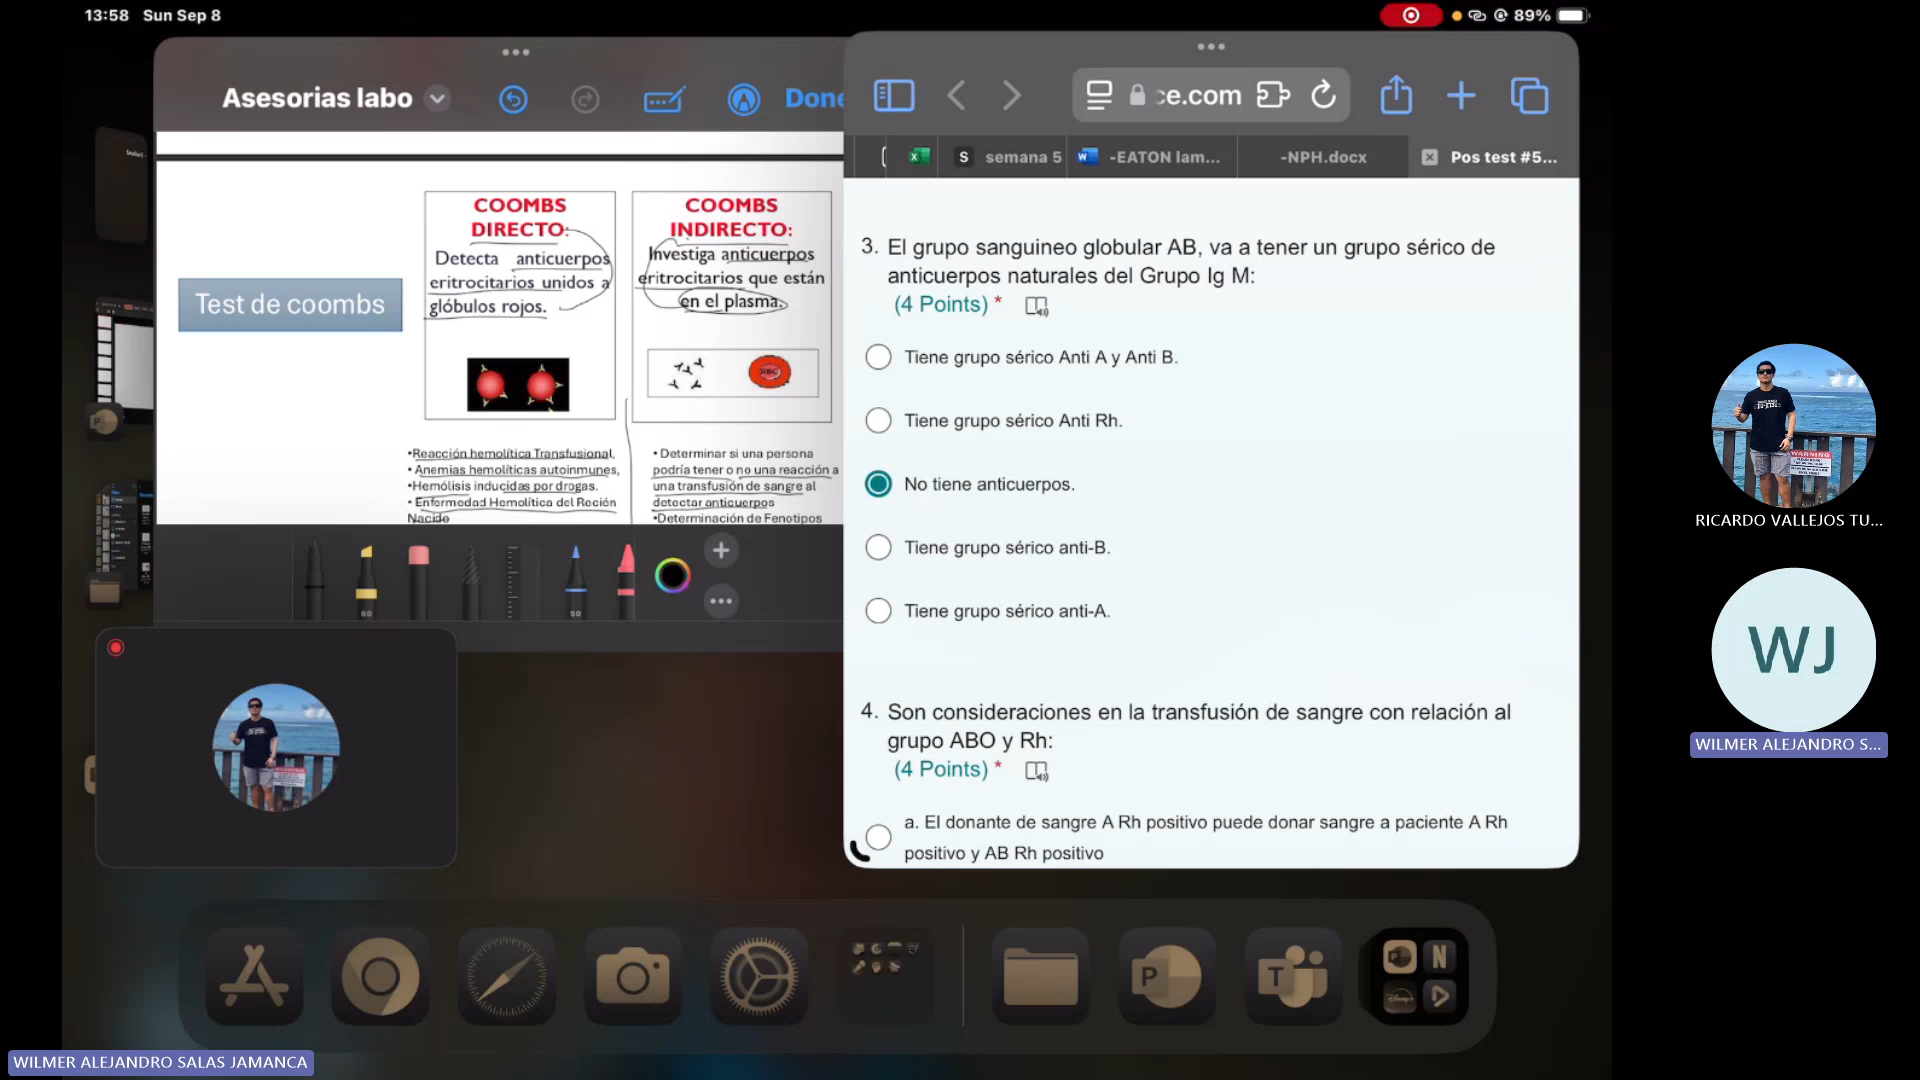 13:58 Sun Sep 8
89%
Asesorias labo
Done
COOMBS
DIRECTO:
Detecta anticuerpos
eritrocitarios unidos a
glóbulos rojos.
COOMBS
INDIRECTO:
Investiga anticuerpos
eritrocitarios que están
en el plasma.
Test de coombs
•Reacción hemolítica Transfusional,
• Anemias hemolíticas autoinmunes,
•Hemólisis inducidas por drogas.
• Enfermedad Hemolítica del Recién
Nacido
• Determinar si una persona
podría tener o no una reacción a
una transfusión de sangre al
detectar anticuerpos
•Determinación de Fenotipos
80
50
ce.com
S semana 5
-EATON lam...
-NPH.docx
Pos test #5...
3. El grupo sanguineo globular AB, va a tener un grupo sérico de
anticuerpos naturales del Grupo Ig M:
(4 Points) *
Tiene grupo sérico Anti A y Anti B.
Tiene grupo sérico Anti Rh.
No tiene anticuerpos.
Tiene grupo sérico anti-B.
Tiene grupo sérico anti-A.
4. Son consideraciones en la transfusión de sangre con relación al
grupo ABO y Rh:
(4 Points) *
a. El donante de sangre A Rh positivo puede donar sangre a paciente A Rh
positivo y AB Rh positivo
WARNING
RICARDO VALLEJOS TU...
WJ
WILMER ALEJANDRO S...
P
T
N
WILMER ALEJANDRO SALAS JAMANCA